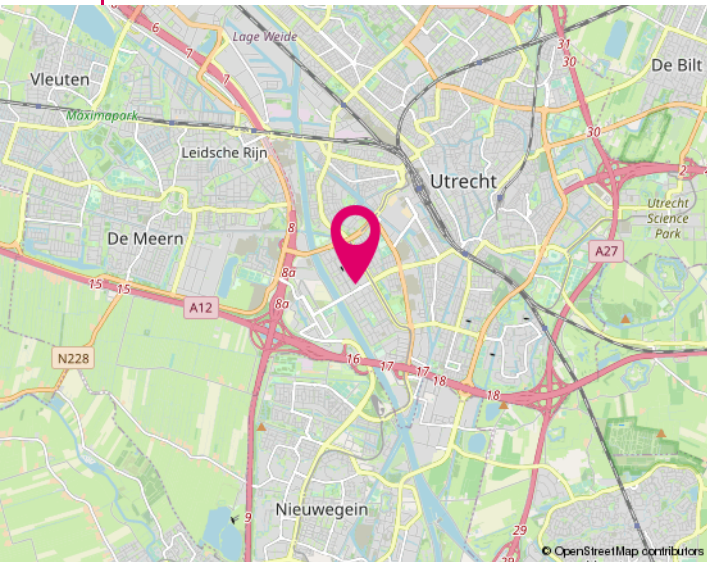 6
7
Lage Weide
31
30
De Bilt
Vleuten
7
Maximapark
30
Leidsche Rijn
2
Utrecht
Utrecht
Science
Park
8
De Meern
A27
8a
15
15
8a
A12
16
17
17
18
18
N228
Nieuwegein
9
29
29
© OpenStreetMap contributors